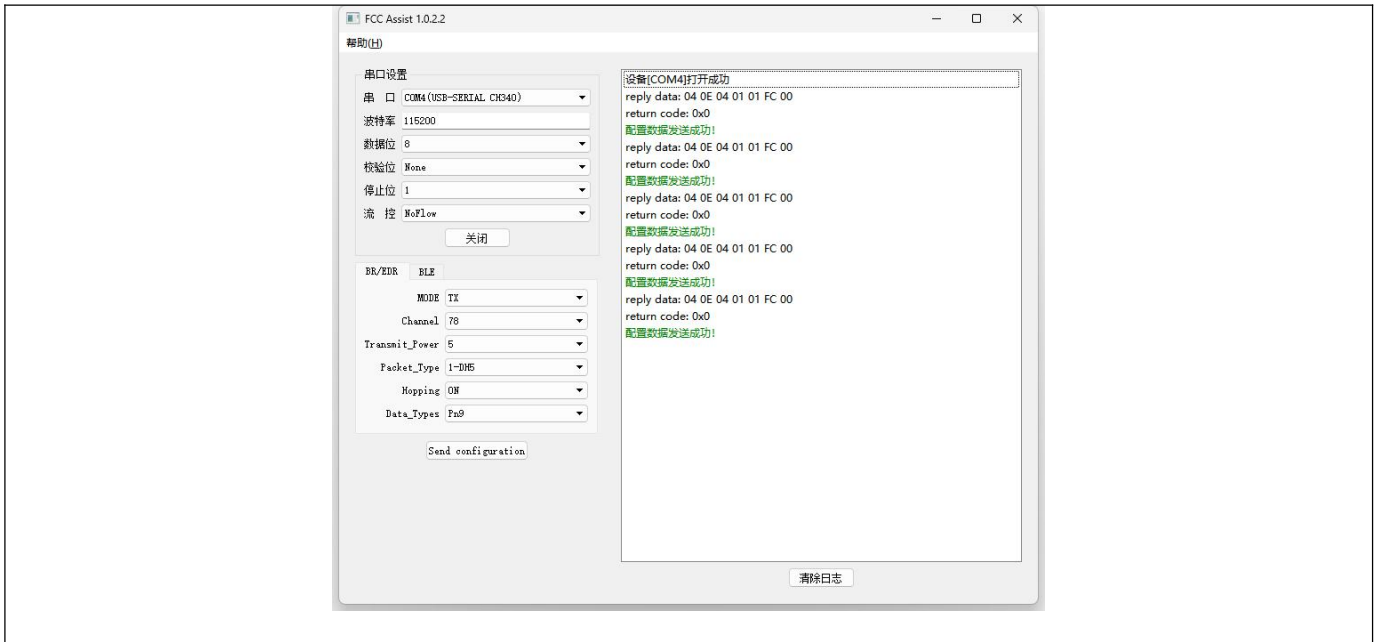 FCC Assist 1.0.2.2
帮助(H)
串口设置
串 口 COM4(USB-SERIAL CH340)
波特率 115200
数据位 8
校验位 None
停止位 1
流 控 NoFlow
关闭
BR/EDR BLE
MODE TX
Channel 78
Transmit_Power 5
Packet_Type 1-DH5
Hopping ON
Data_Types Pn9
Send configuration
设备[COM4]打开成功
reply data: 04 0E 04 01 01 FC 00
return code: 0x0
配置数据发送成功!
reply data: 04 0E 04 01 01 FC 00
return code: 0x0
配置数据发送成功!
reply data: 04 0E 04 01 01 FC 00
return code: 0x0
配置数据发送成功!
reply data: 04 0E 04 01 01 FC 00
return code: 0x0
配置数据发送成功!
reply data: 04 0E 04 01 01 FC 00
return code: 0x0
配置数据发送成功!
清除日志